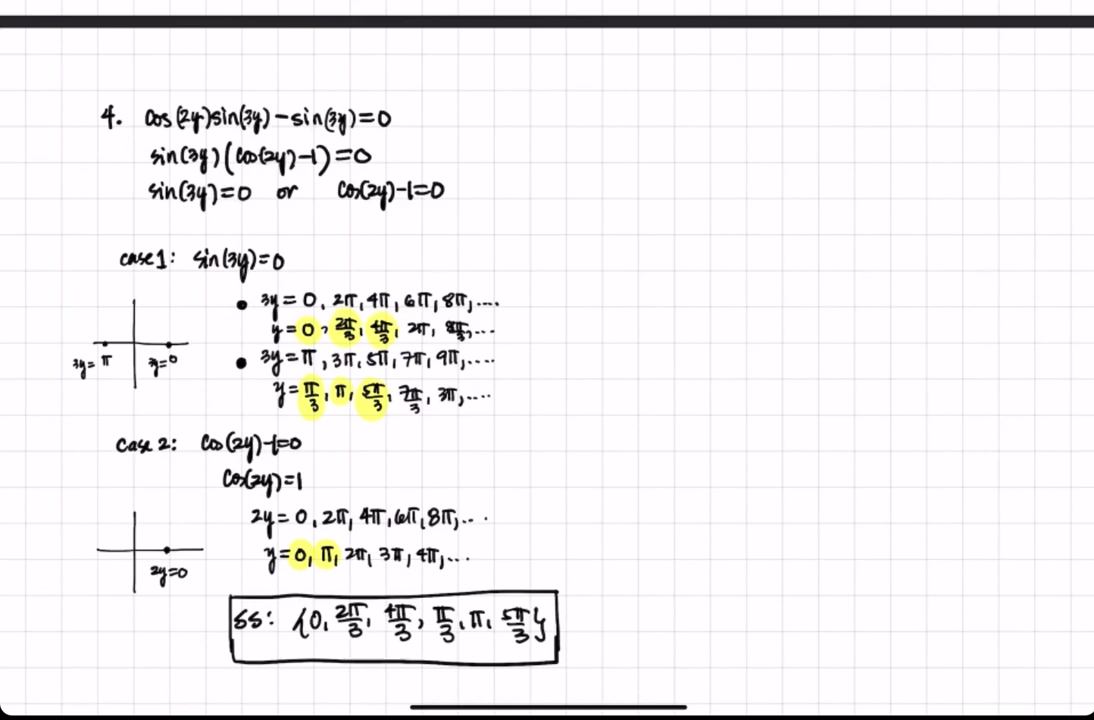 4. cos(2y)sin(3y)-sin(3y)=0
sin(3y)(cos(2y)-1)=0
sin(3y)=0 or cos(2y)-1=0
case 1: sin(3y)=0
• 3y=0, 2π, 4π, 6π, 8π, ....
y=0, 2π/3, 4π/3, 2π, 8π/3, ...
3y=π 3y=0
• 3y=π, 3π, 5π, 7π, 9π, ....
y=π/3, π, 5π/3, 7π/3, 3π, ....
case 2: cos(2y)-1=0
cos(2y)=1
2y=0, 2π, 4π, 6π, 8π, ...
y=0, π, 2π, 3π, 4π, ...
2y=0
SS: {0, 2π/3, 4π/3, π/3, π, 5π/3}